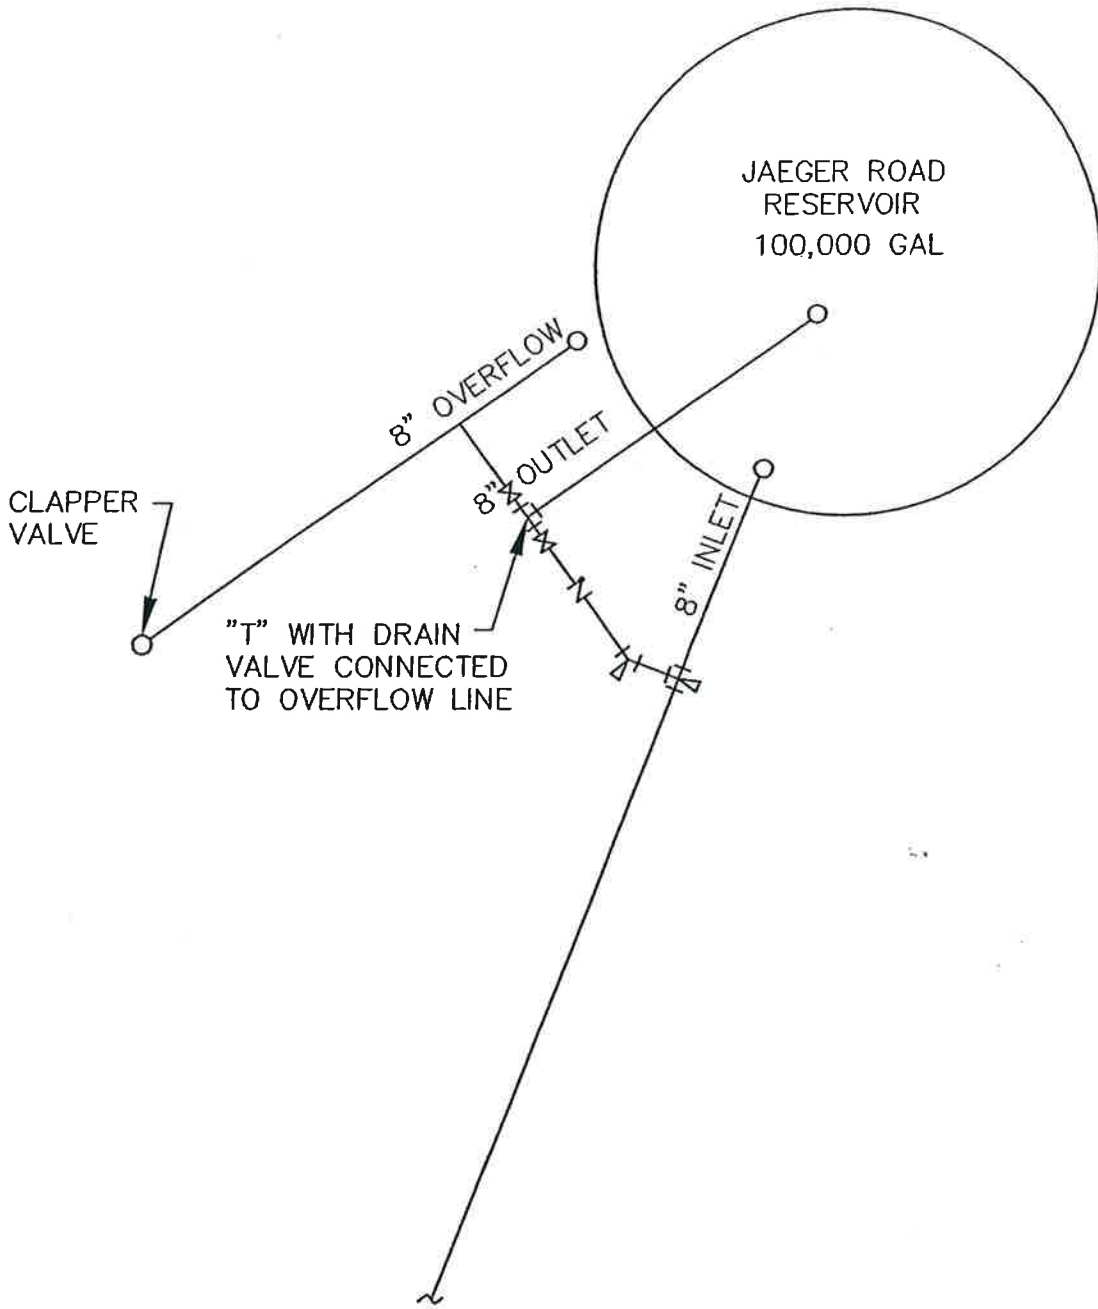 JAEGER ROAD
RESERVOIR
100,000 GAL
8" OVERFLOW
8" OUTLET
8" INLET
CLAPPER
VALVE
"T" WITH DRAIN
VALVE CONNECTED
TO OVERFLOW LINE